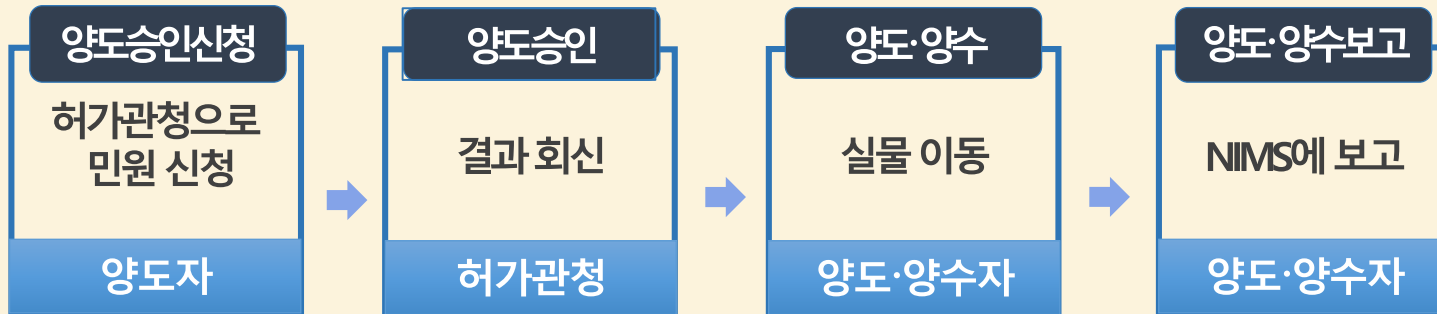 양도승인신청
허가관청으로
민원 신청
양도자
양도승인
결과 회신
허가관청
양도·양수
실물 이동
양도·양수자
양도·양수보고
NIMS에 보고
양도·양수자